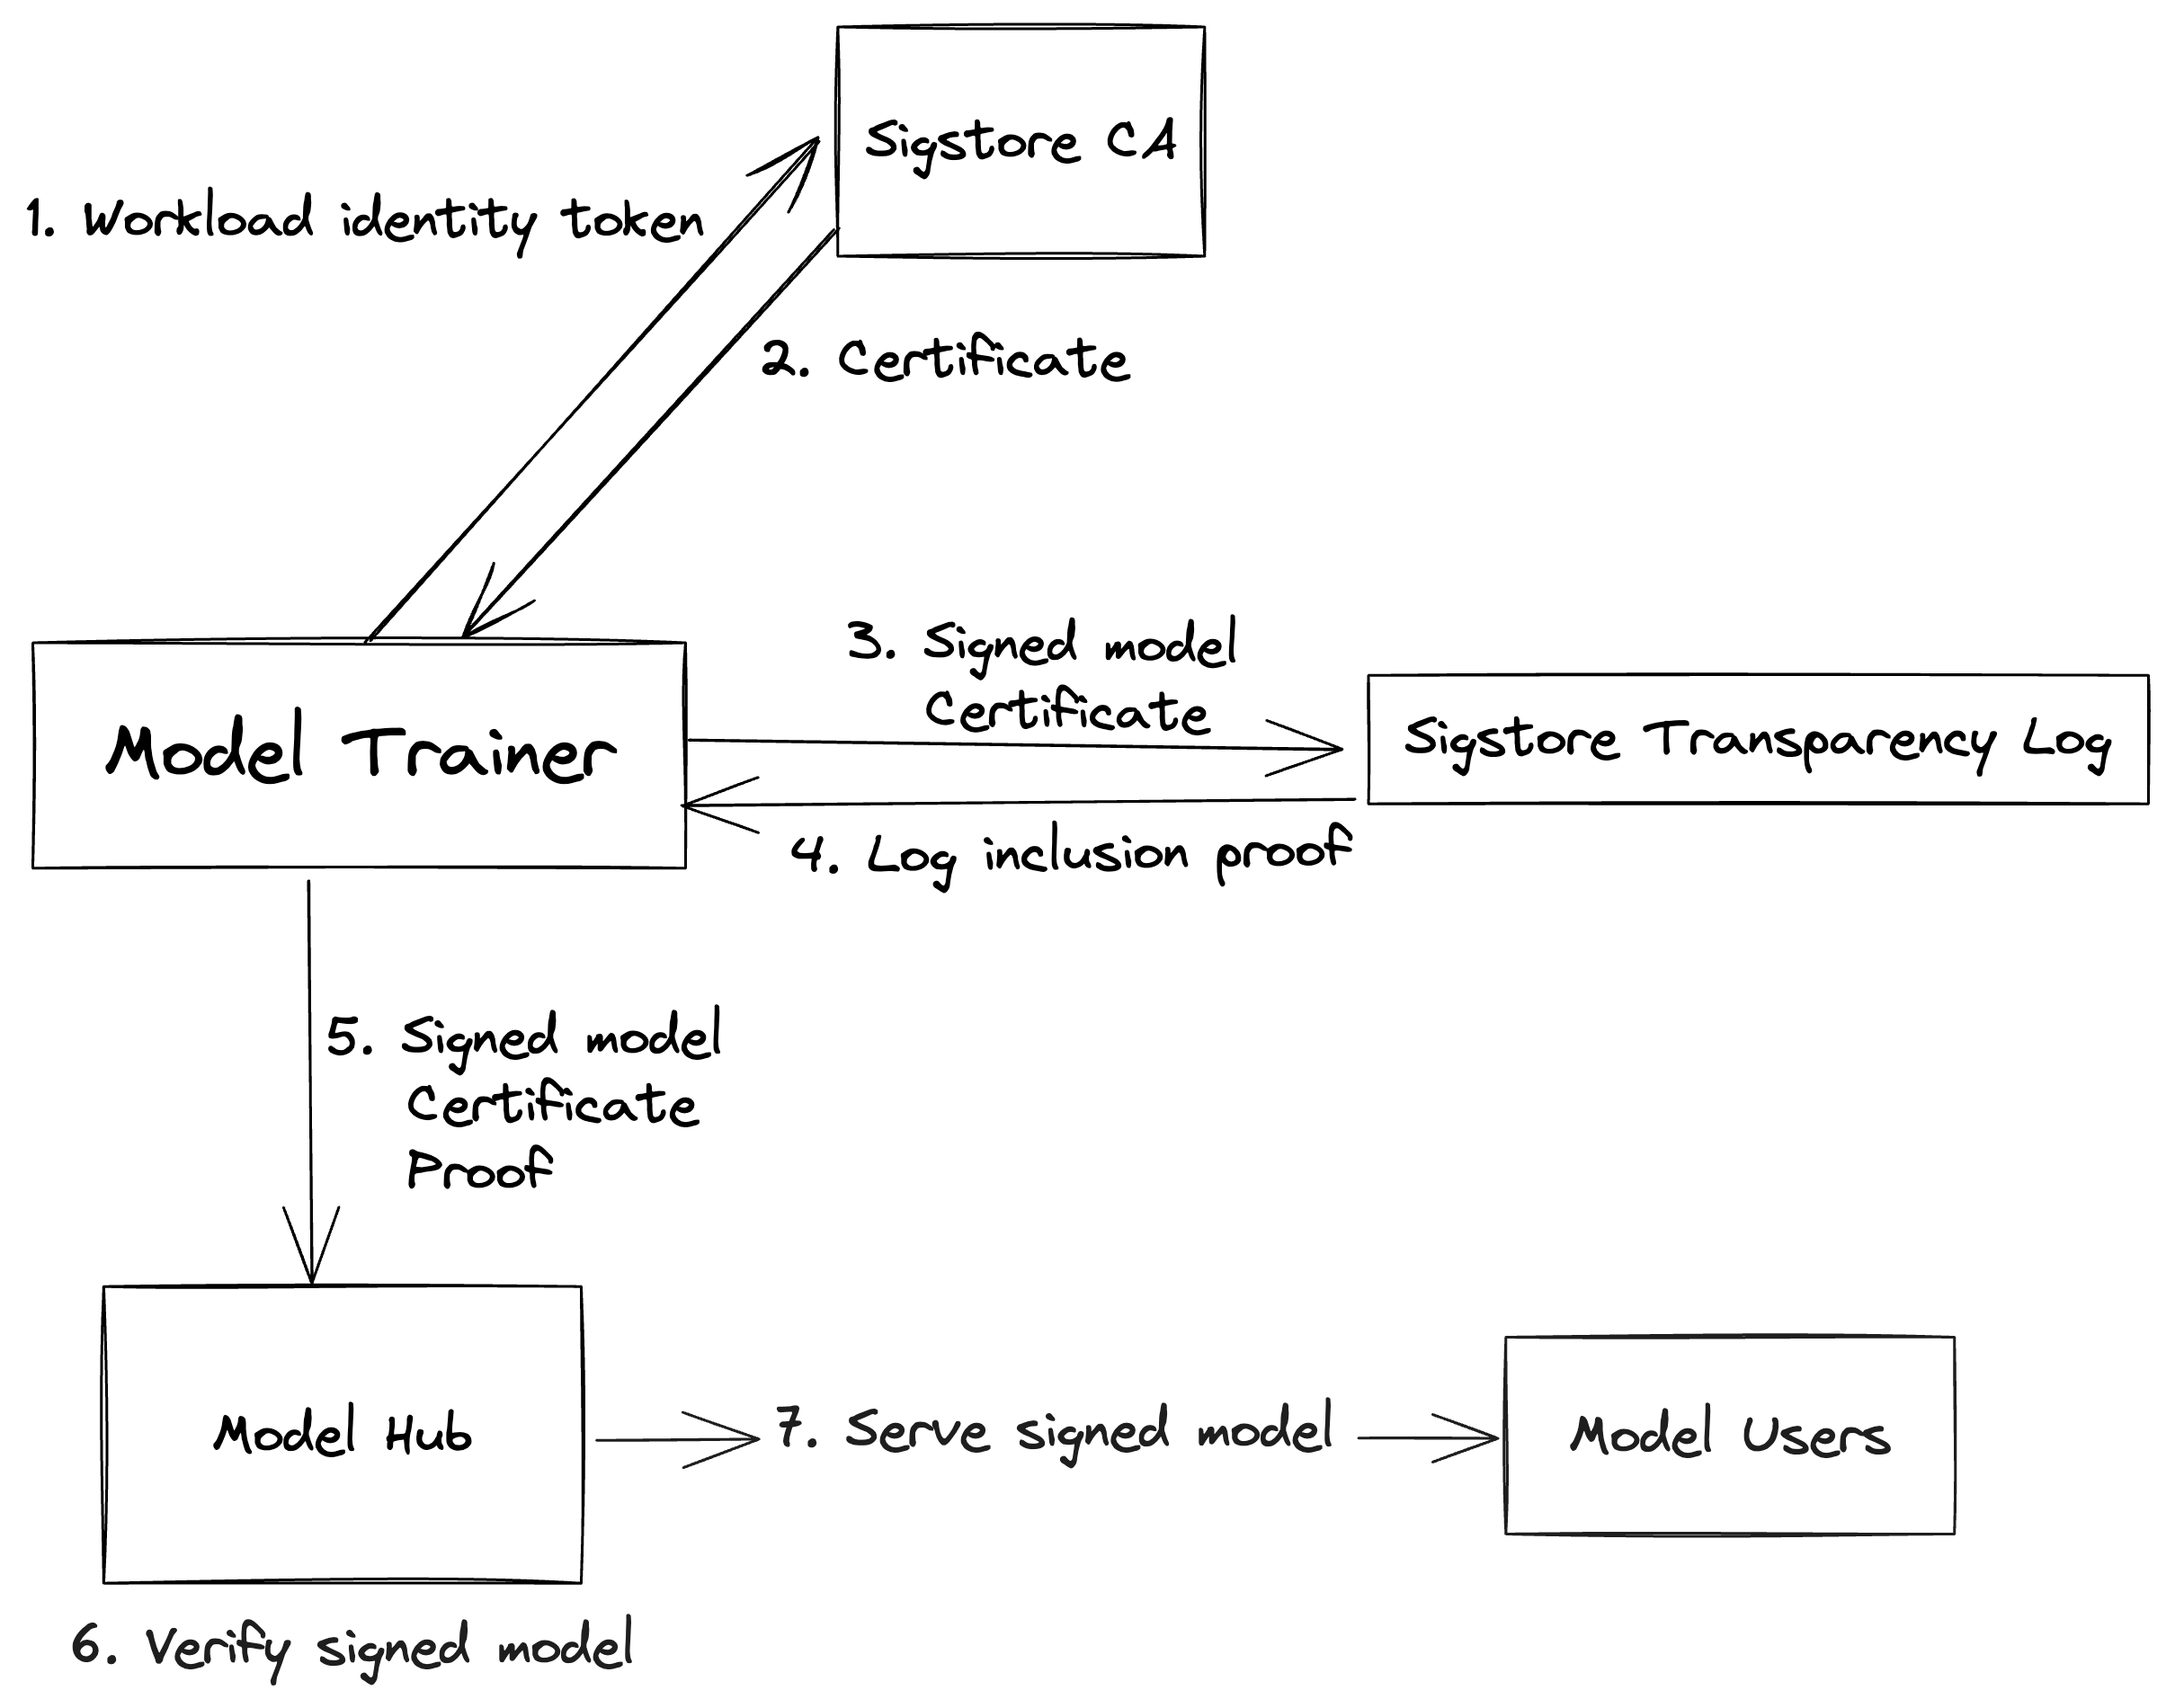 Sigstore CA
1. Workload identity token
2. Certificate
3. Signed model
Certificate
Model Trainer
Sigstore Transparency Log
4. Log inclusion proof
5. Signed model
Certificate
Proof
Model Hub
7. Serve signed model
Model Users
6. Verify signed model